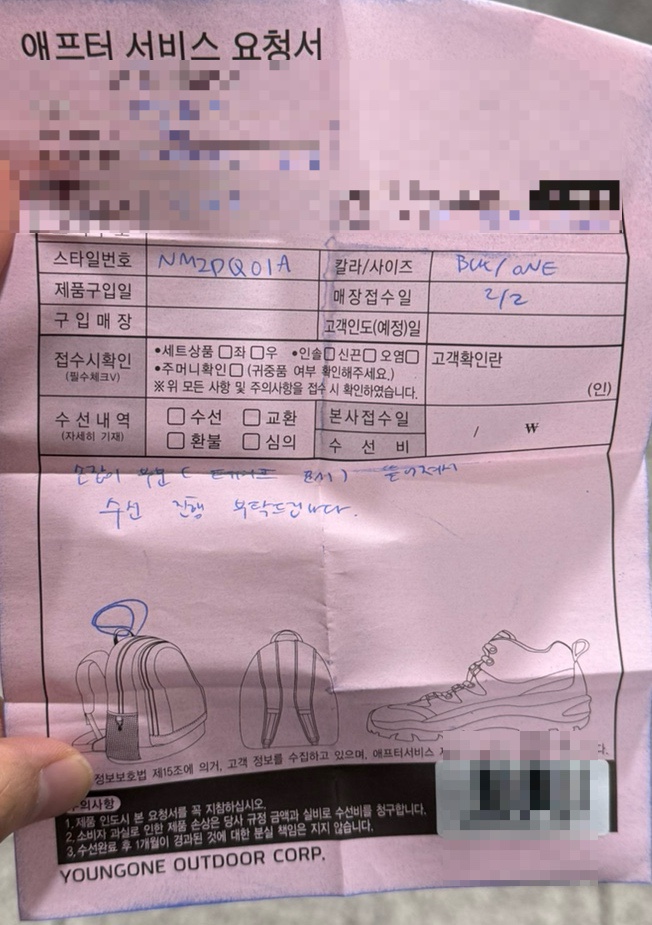 애프터 서비스 요청서
스타일번호 NM2DQ01A 칼라/사이즈 BLK/ ONE
제품구입일 매장접수일 2/2
구 입 매 장 고객인도(예정)일
접수시확인 •세트상품 □좌 □우 •인솔□ 신끈□ 오염□ 고객확인란
(필수체크V) •주머니확인 □ (귀중품 여부 확인해주세요.)
※ 위 모든 사항 및 주의사항을 접수 시 확인하였습니다. (인)
수 선 내 역 □ 수선 □ 교환 본사접수일 / ₩
(자세히 기재) □ 환불 □ 심의 수 선 비
손잡이 부분 ( 표시 ) 뜯어져서
수선 진행 부탁드립니다.
정보보호법 제15조에 의거, 고객 정보를 수집하고 있으며, 애프터서비스
의사항
1. 제품 인도시 본 요청서를 꼭 지참하십시오.
2. 소비자 과실로 인한 제품 손상은 당사 규정 금액과 실비로 수선비를 청구합니다.
3. 수선완료 후 1개월이 경과된 것에 대한 분실 책임은 지지 않습니다.
YOUNGONE OUTDOOR CORP.